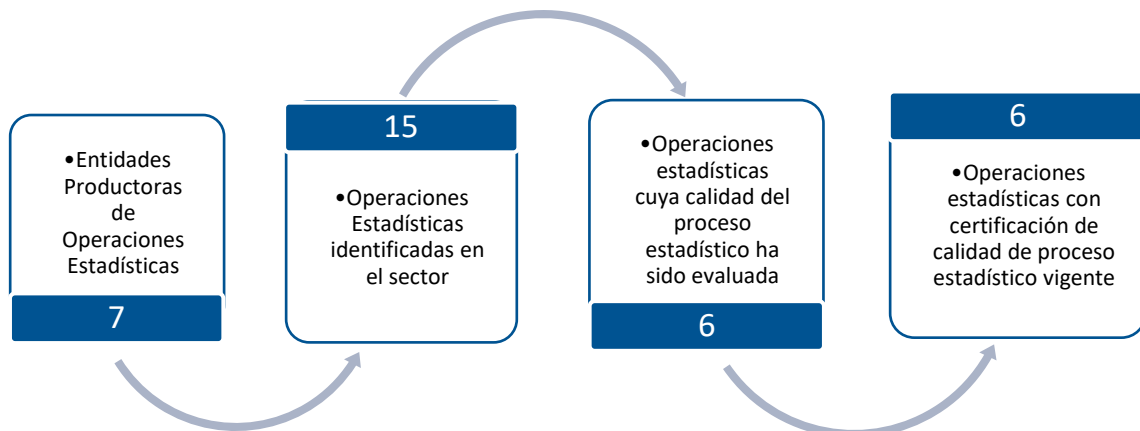 •Entidades
Productoras
de
Operaciones
Estadísticas
7
15
•Operaciones
Estadísticas
identificadas en
el sector
•Operaciones
estadísticas
cuya calidad del
proceso
estadístico ha
sido evaluada
6
6
•Operaciones
estadísticas con
certificación de
calidad de proceso
estadístico vigente